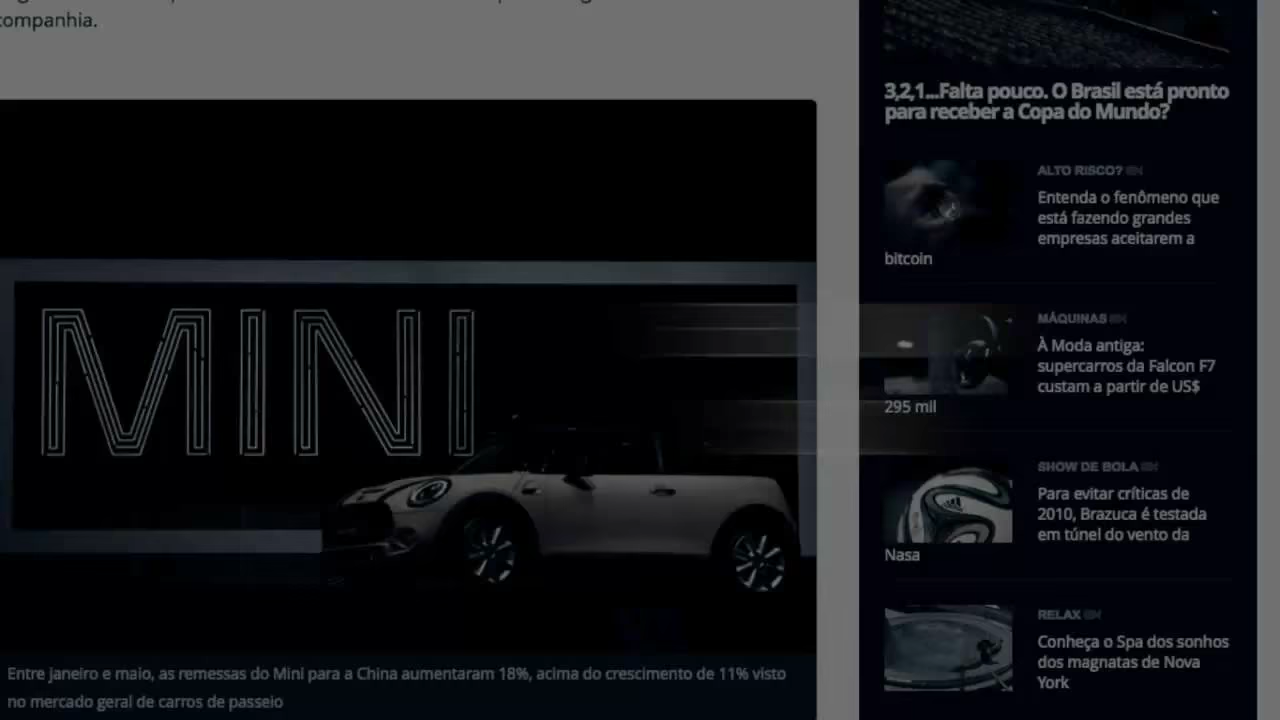 companhia.
MINI
Entre janeiro e maio, as remessas do Mini para a China aumentaram 18%, acima do crescimento de 11% visto
no mercado geral de carros de passeio
3,2,1...Falta pouco. O Brasil está pronto
para receber a Copa do Mundo?
ALTO RISCO?
Entenda o fenômeno que
está fazendo grandes
empresas aceitarem a
bitcoin
MÁQUINAS
À Moda antiga:
supercarros da Falcon F7
custam a partir de US$
295 mil
SHOW DE BOLA
Para evitar críticas de
2010, Brazuca é testada
em túnel do vento da
Nasa
RELAX
Conheça o Spa dos sonhos
dos magnatas de Nova
York